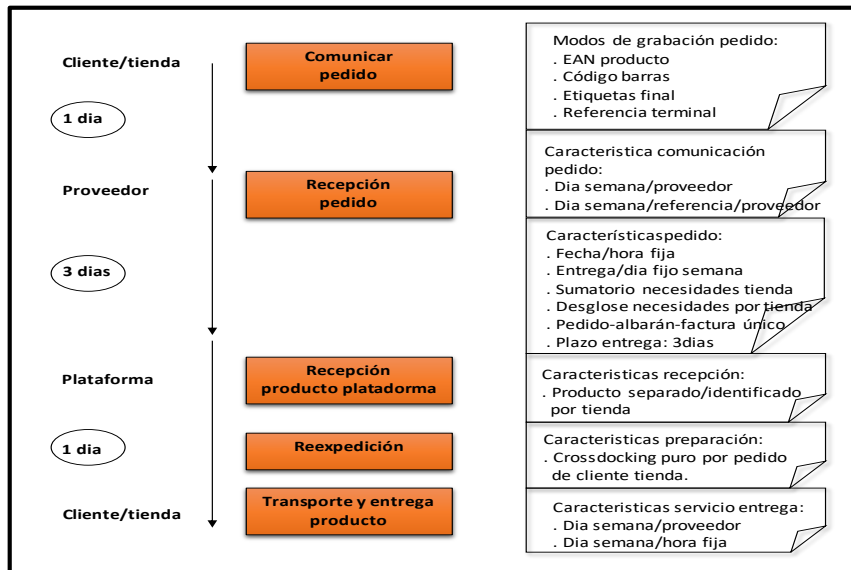 Cliente/tienda
1 dia
Proveedor
3 dias
Plataforma
1 dia
Cliente/tienda
Comunicar
pedido
Recepción
pedido
Recepción
producto platadorma
Reexpedición
Transporte y entrega
producto
Modos de grabación pedido:
. EAN producto
. Código barras
. Etiquetas final
. Referencia terminal
Caracteristica comunicación
pedido:
. Dia semana/proveedor
. Dia semana/referencia/proveedor
Característicaspedido:
. Fecha/hora fija
. Entrega/dia fijo semana
. Sumatorio necesidades tienda
. Desglose necesidades por tienda
. Pedido-albarán-factura único
. Plazo entrega: 3dias
Caracteristicas recepción:
. Producto separado/identificado
por tienda
Caracteristicas preparación:
. Crossdocking puro por pedido
de cliente tienda.
Caracteristicas servicio entrega:
. Dia semana/proveedor
. Dia semana/hora fija